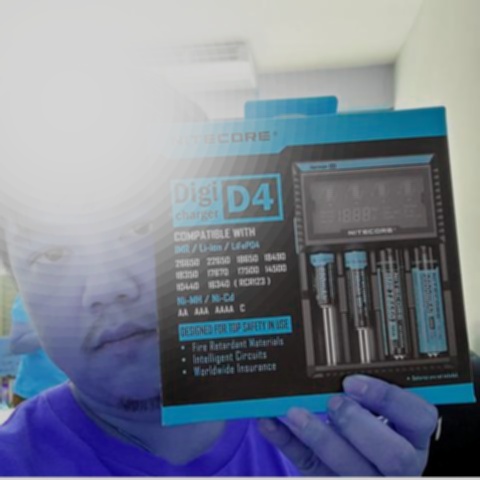 NITECORE
Digi
charger
D4
COMPATIBLE WITH
IMR / Li-ion / LiFePO4
26650 22650 18650 18490
18350 17670 17500 14500
10440 16340 ( RCR123 )
Ni-MH / Ni-Cd
AA AAA AAAA C
DESIGNED FOR TOP SAFETY IN USE
• Fire Retardant Materials
• Intelligent Circuits
• Worldwide Insurance
NITECORE